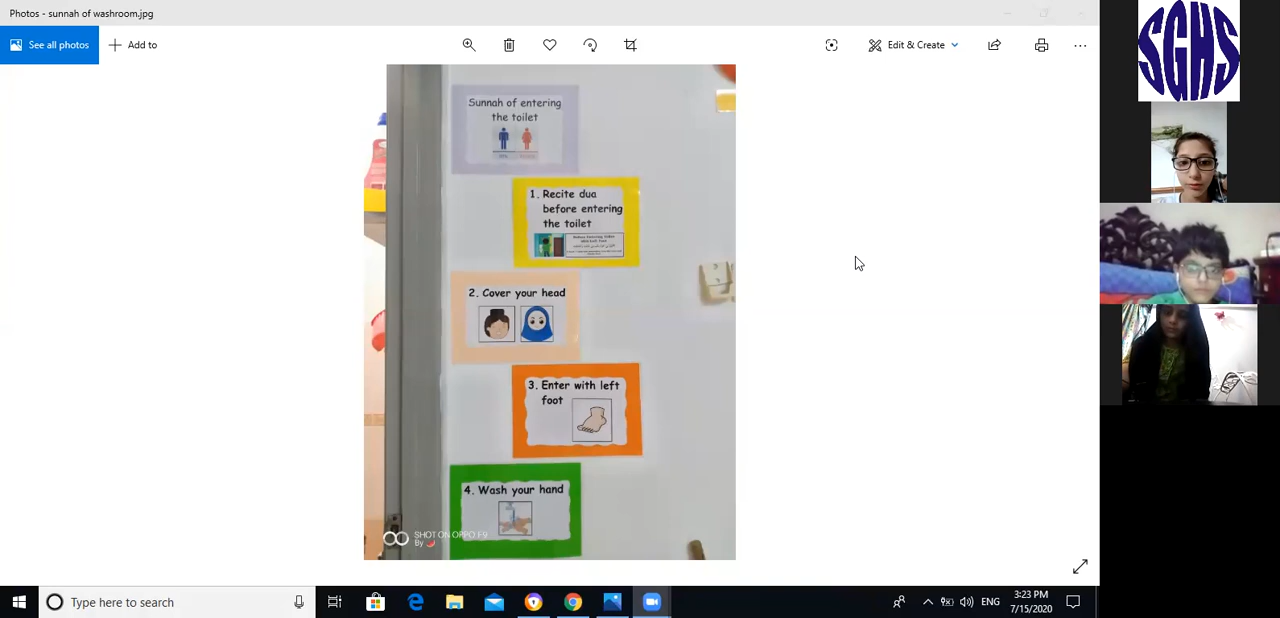 Photos - sunnah of washroom.jpg
See all photos
Add to
Edit & Create
SGHS
Sunnah of entering
the toilet
1. Recite dua
before entering
the toilet
2. Cover your head
3. Enter with left
foot
4. Wash your hand
SHOT ON OPPO F9
By
Type here to search
ENG
3:23 PM
7/15/2020